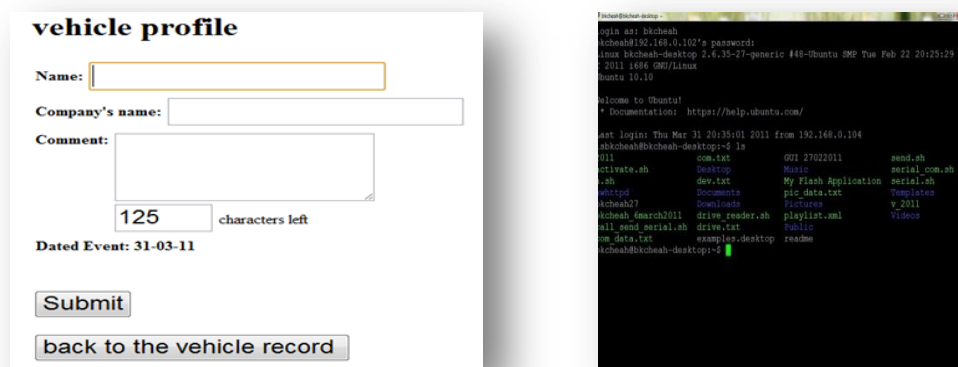 vehicle profile
Name:
Company's name:
Comment:
125 characters left
Dated Event: 31-03-11
Submit
back to the vehicle record
bkcheah@bkcheah-desktop: ~
login as: bkcheah
bkcheah@192.168.0.102's password:
Linux bkcheah-desktop 2.6.35-27-generic #48-Ubuntu SMP Tue Feb 22 20:25:29
2011 i686 GNU/Linux
Ubuntu 10.10
Welcome to Ubuntu!
* Documentation: https://help.ubuntu.com/
Last login: Thu Mar 31 20:35:01 2011 from 192.168.0.104
lsbkcheah@bkcheah-desktop:~$ ls
2011 com.txt GUI 27022011 send.sh
activate.sh Desktop Music serial_com.sh
.sh dev.txt My Flash Application serial.sh
Documents pic_data.txt Templates
bkcheah27 Downloads Pictures v_2011
bkcheah_6march2011 drive_reader.sh playlist.xml Videos
call_send_serial.sh drive.txt Public
com_data.txt examples.desktop readme
bkcheah@bkcheah-desktop:~$